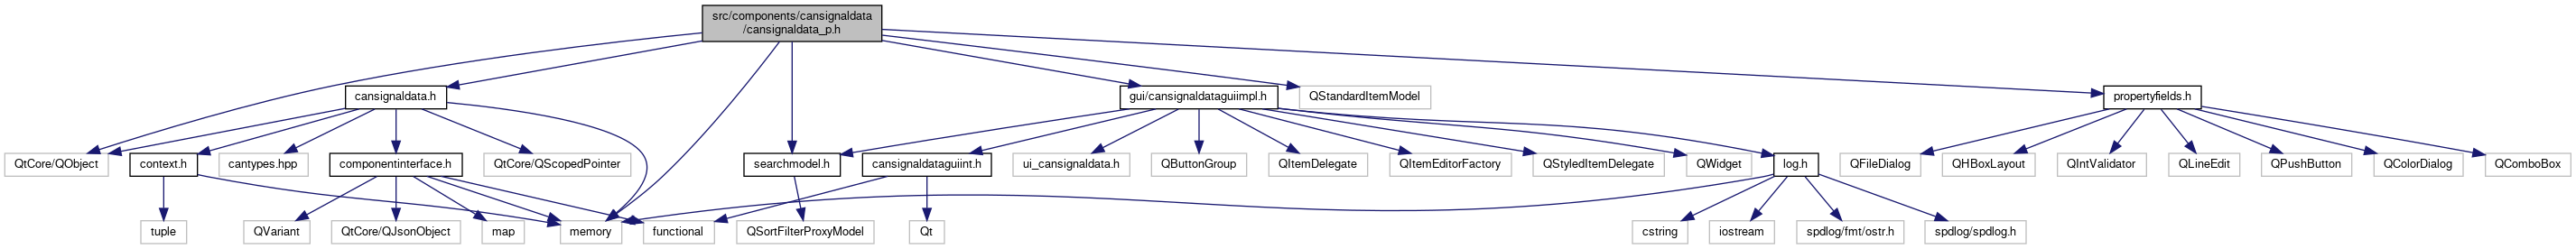 src/components/cansignaldata
/cansignaldata_p.h
cansignaldata.h
gui/cansignaldataguiimpl.h
QStandardItemModel
propertyfields.h
QtCore/QObject
context.h
cantypes.hpp
componentinterface.h
QtCore/QScopedPointer
searchmodel.h
cansignaldataguiint.h
ui_cansignaldata.h
QButtonGroup
QItemDelegate
QItemEditorFactory
QStyledItemDelegate
QWidget
log.h
QFileDialog
QHBoxLayout
QIntValidator
QLineEdit
QPushButton
QColorDialog
QComboBox
tuple
QVariant
QtCore/QJsonObject
map
memory
functional
QSortFilterProxyModel
Qt
cstring
iostream
spdlog/fmt/ostr.h
spdlog/spdlog.h